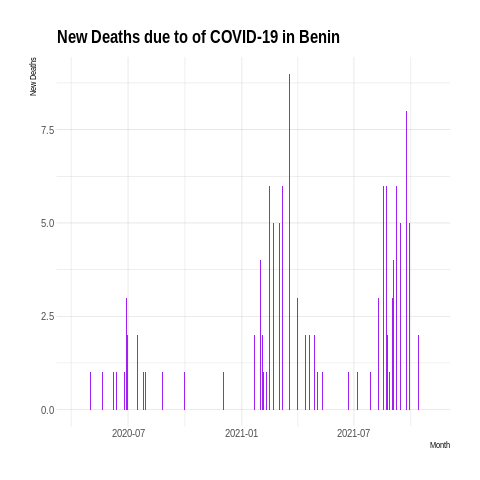 New Deaths due to of COVID-19 in Benin
New Deaths
7.5
5.0
2.5
0.0
2020-07 2021-01 2021-07
Month